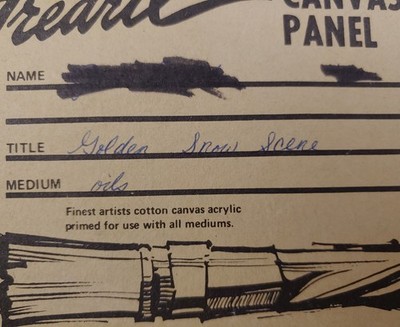 CANVAS
PANEL
NAME
TITLE Golden Snow Scene
MEDIUM oils
Finest artists cotton canvas acrylic
primed for use with all mediums.